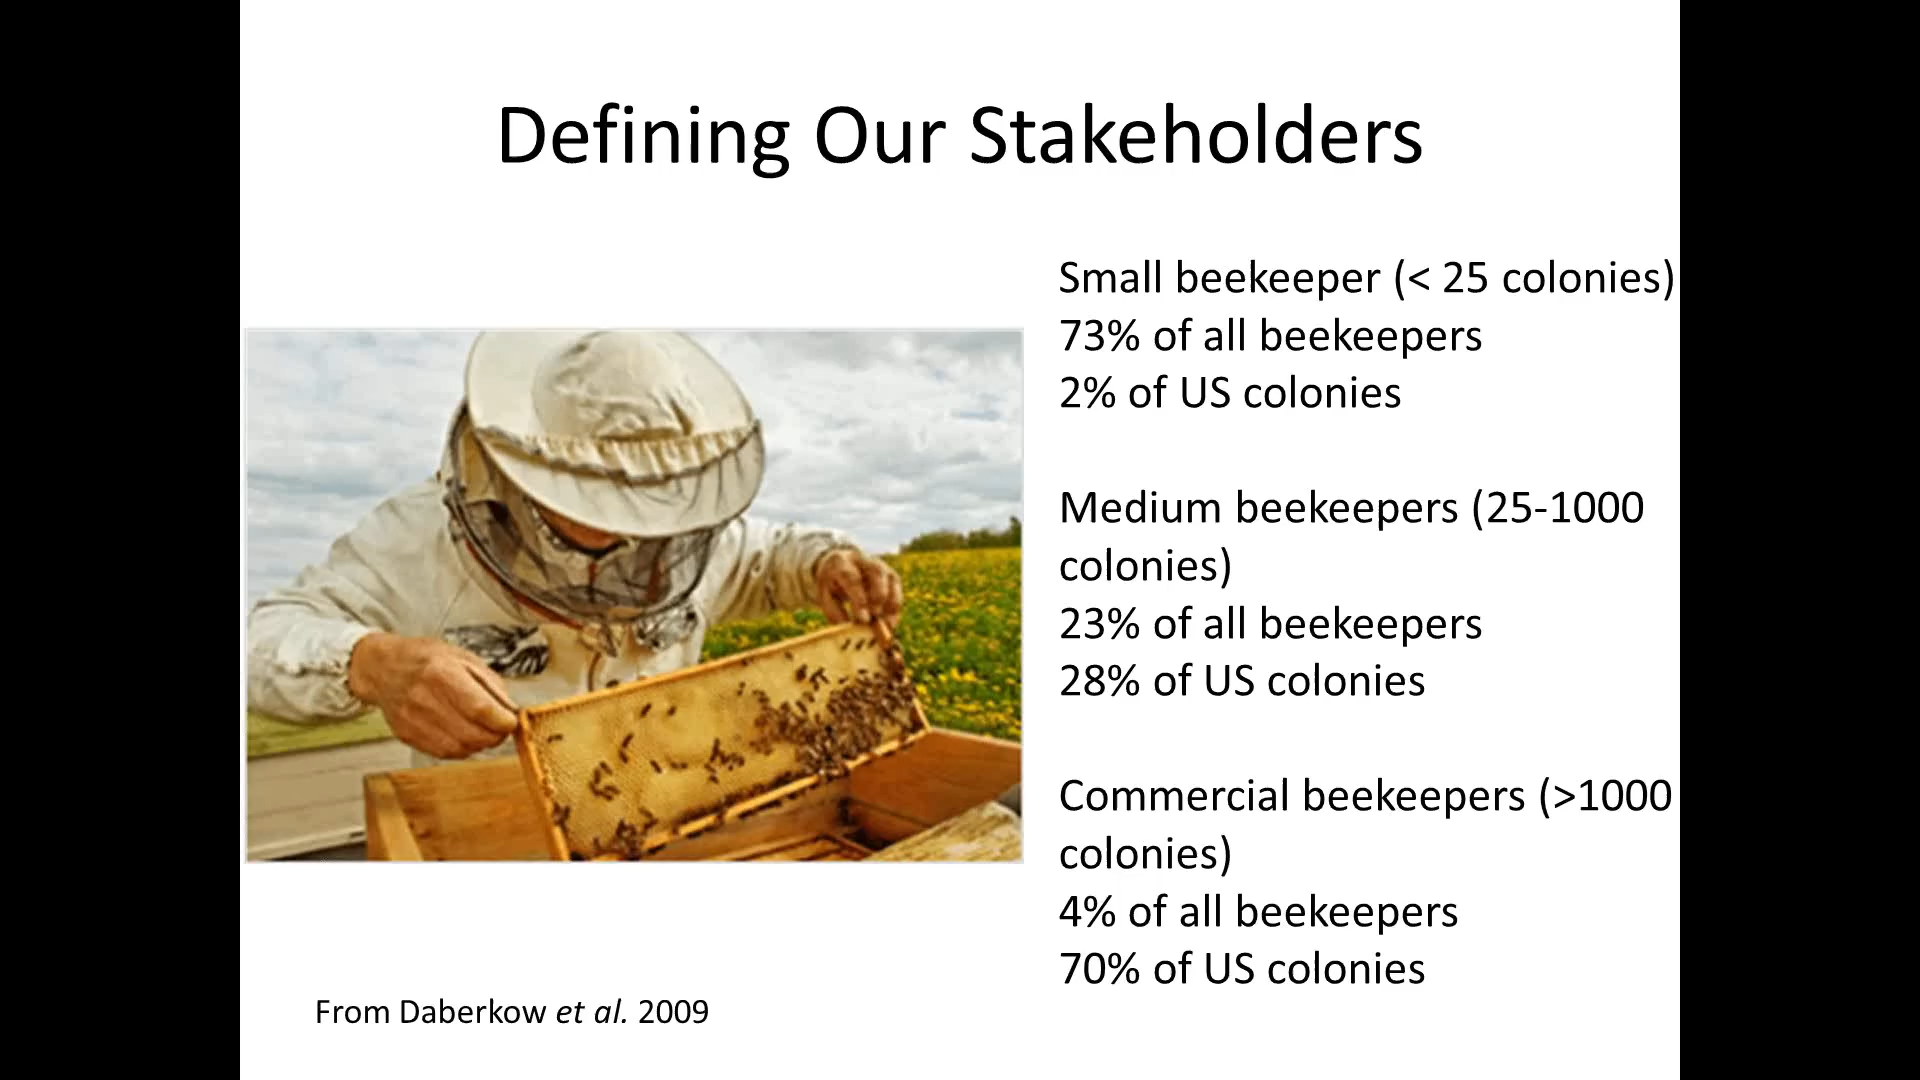 Defining Our Stakeholders
Small beekeeper (< 25 colonies)
73% of all beekeepers
2% of US colonies
Medium beekeepers (25-1000
colonies)
23% of all beekeepers
28% of US colonies
Commercial beekeepers (>1000
colonies)
4% of all beekeepers
70% of US colonies
From Daberkow et al. 2009